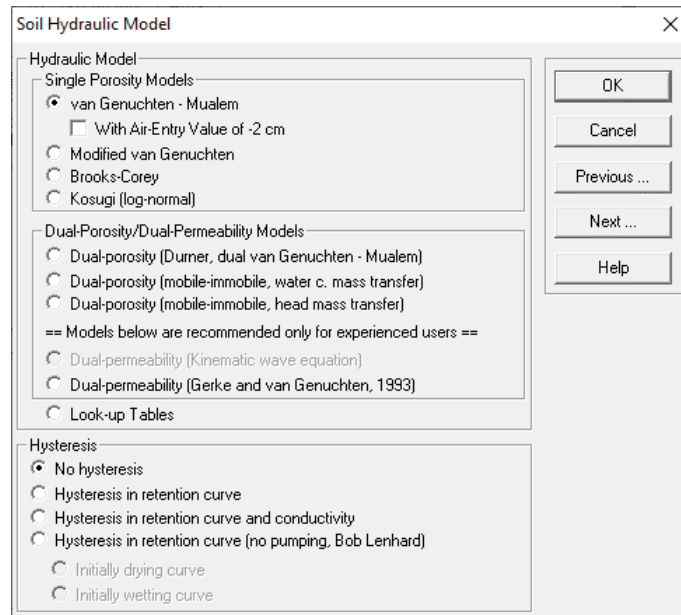 Soil Hydraulic Model
Hydraulic Model
Single Porosity Models
van Genuchten - Mualem
With Air-Entry Value of -2 cm
Modified van Genuchten
Brooks-Corey
Kosugi (log-normal)
Dual-Porosity/Dual-Permeability Models
Dual-porosity (Durner, dual van Genuchten - Mualem)
Dual-porosity (mobile-immobile, water c. mass transfer)
Dual-porosity (mobile-immobile, head mass transfer)
== Models below are recommended only for experienced users ==
Dual-permeability (Kinematic wave equation)
Dual-permeability (Gerke and van Genuchten, 1993)
Look-up Tables
Hysteresis
No hysteresis
Hysteresis in retention curve
Hysteresis in retention curve and conductivity
Hysteresis in retention curve (no pumping, Bob Lenhard)
Initially drying curve
Initially wetting curve
OK
Cancel
Previous ...
Next ...
Help